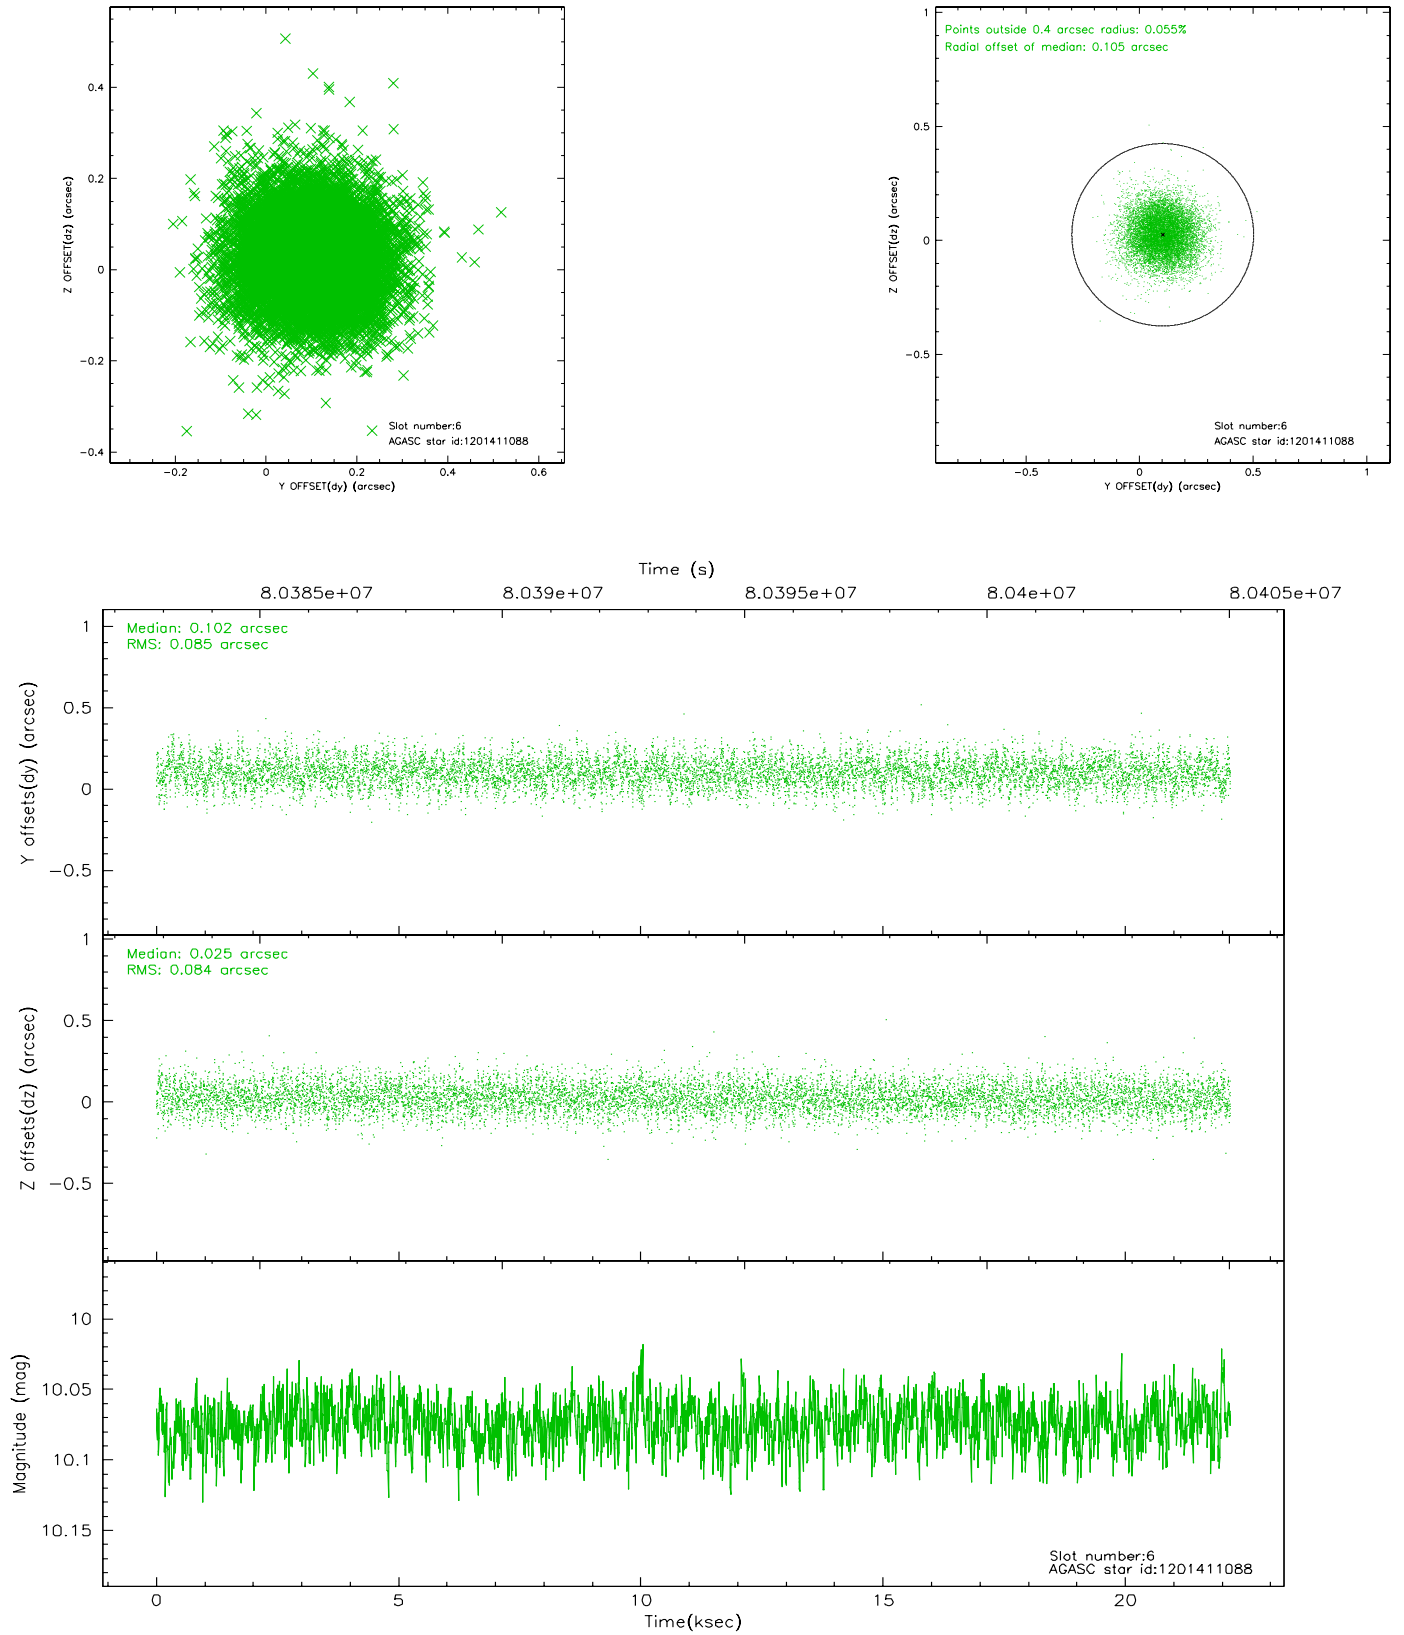 0.4
0.2
0
−0.2
−0.4
Z OFFSET(dz) (arcsec)
Slot number:6
AGASC star id:1201411088
−0.2 0 0.2 0.4 0.6
Y OFFSET(dy) (arcsec)
Points outside 0.4 arcsec radius: 0.055%
Radial offset of median: 0.105 arcsec
1
0.5
0
−0.5
Z OFFSET(dz) (arcsec)
Slot number:6
AGASC star id:1201411088
−0.5 0 0.5 1
Y OFFSET(dy) (arcsec)
Time (s)
8.0385e+07 8.039e+07 8.0395e+07 8.04e+07 8.0405e+07
Median: 0.102 arcsec
RMS: 0.085 arcsec
1
0.5
0
−0.5
Y offsets(dy) (arcsec)
Median: 0.025 arcsec
RMS: 0.084 arcsec
1
0.5
0
−0.5
Z offsets(dz) (arcsec)
10
10.05
10.1
10.15
Magnitude (mag)
Slot number:6
AGASC star id:1201411088
0 5 10 15 20
Time(ksec)